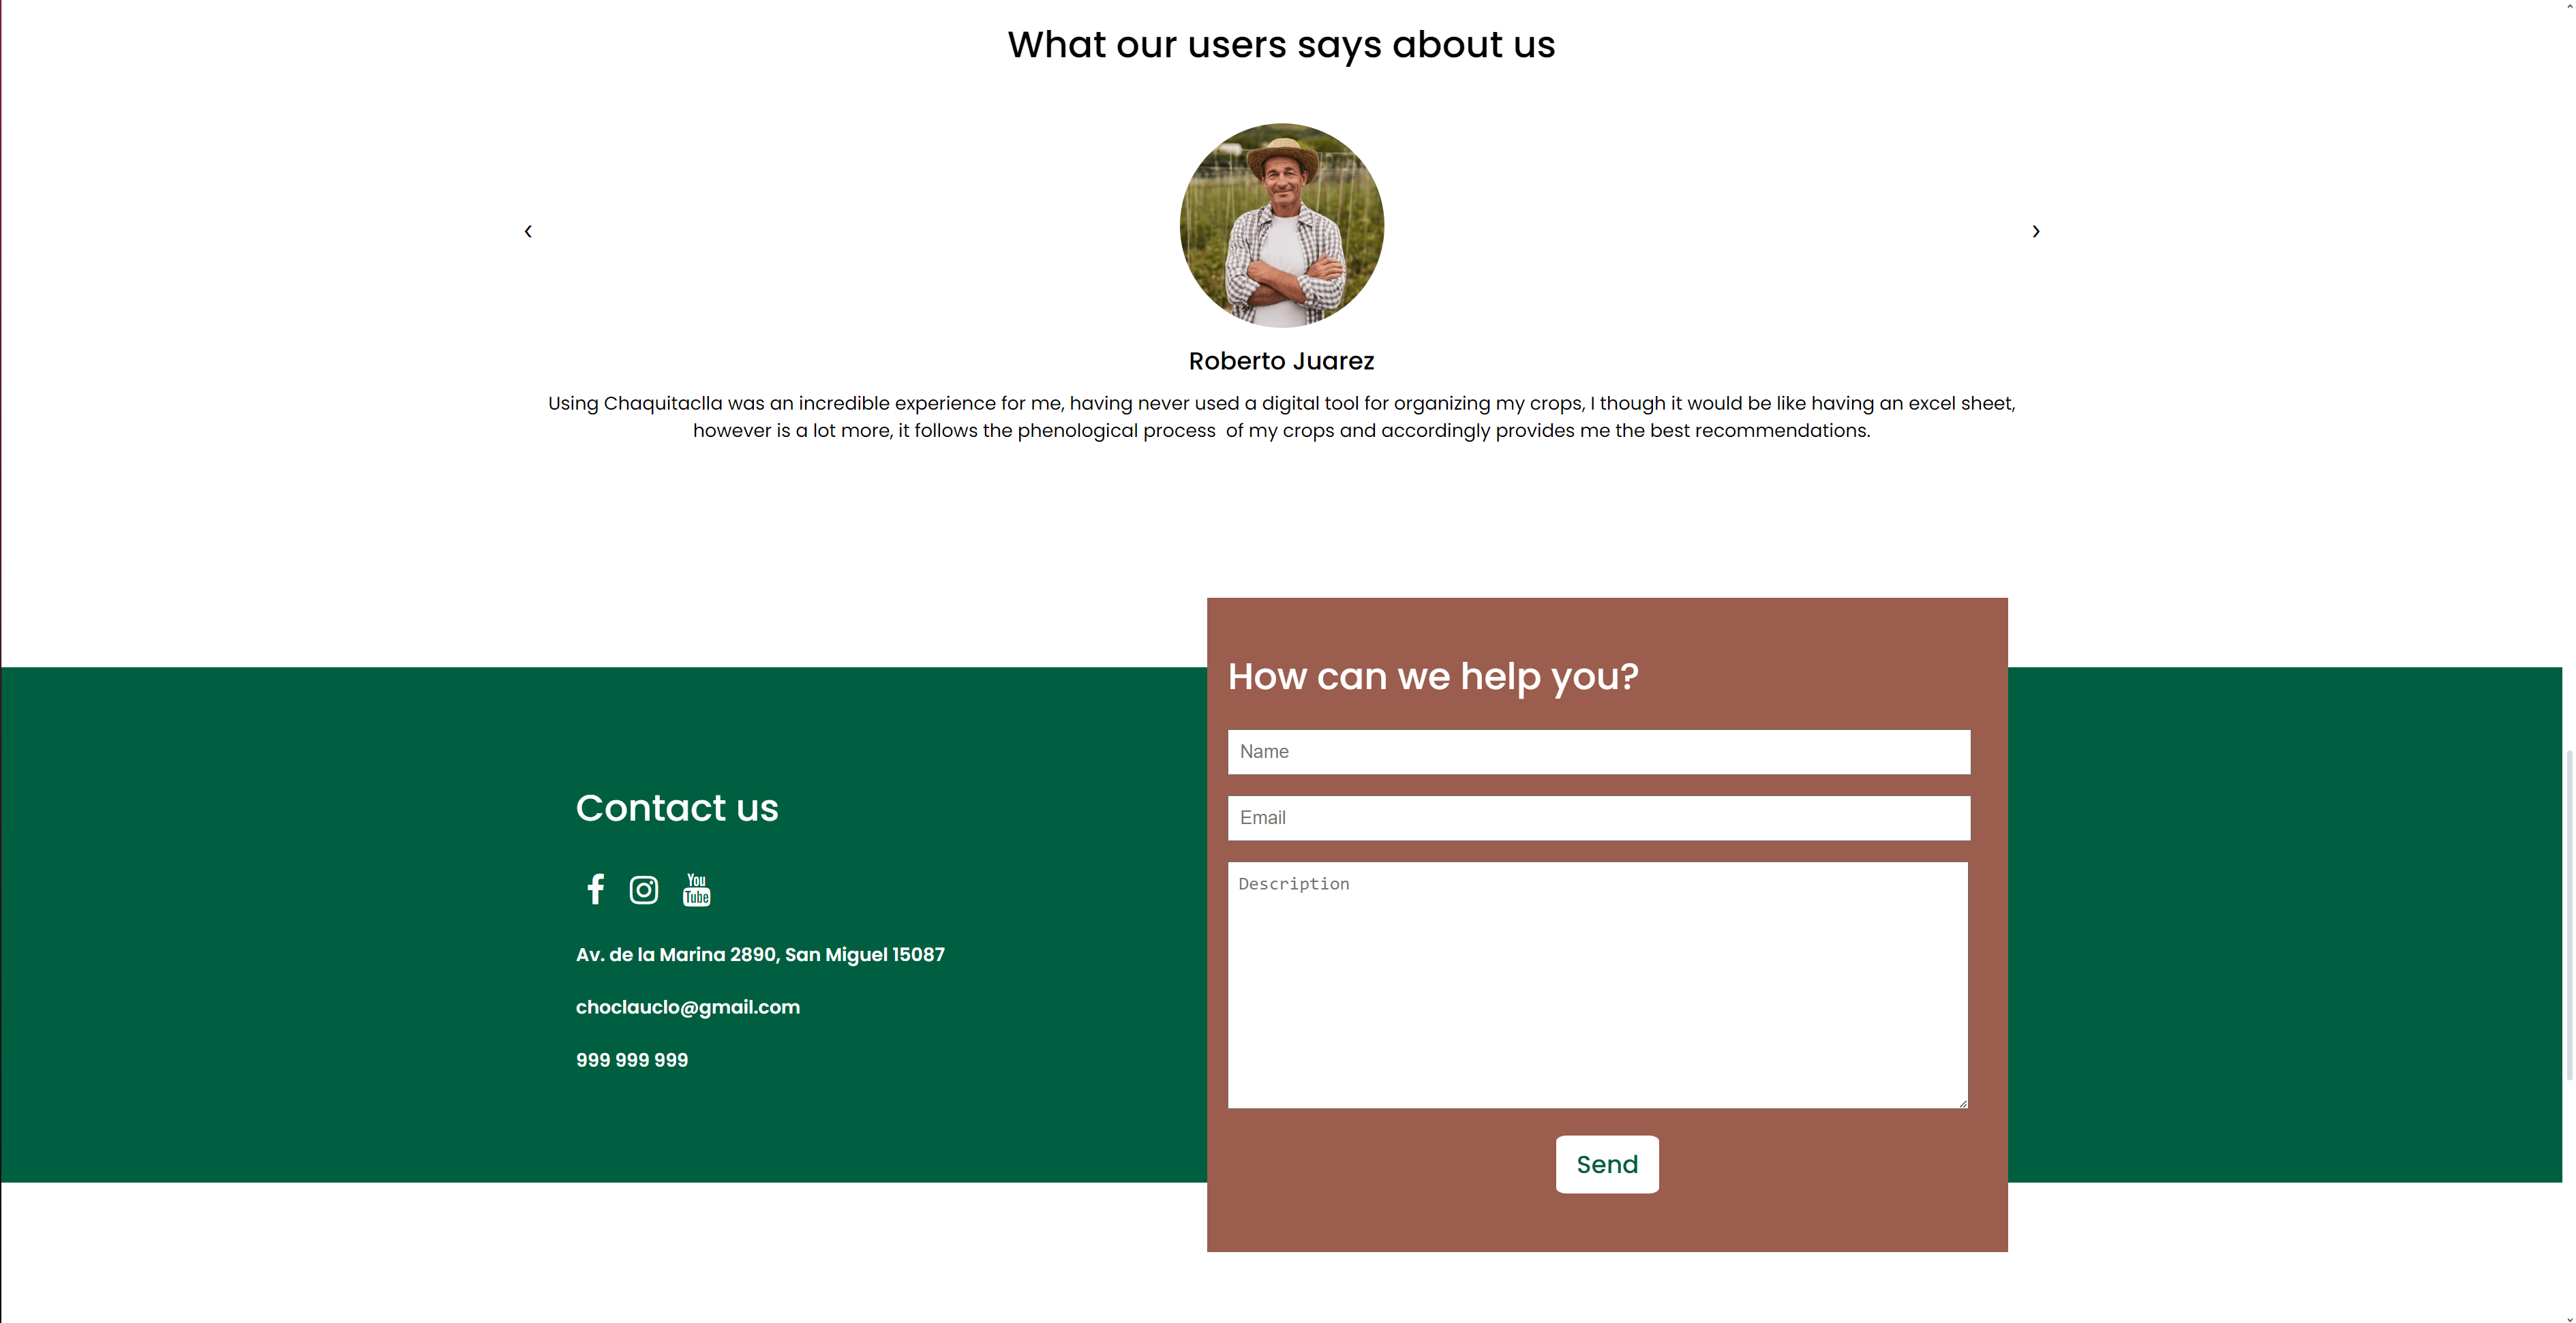 What our users says about us
Roberto Juarez
Using Chaquitaclla was an incredible experience for me, having never used a digital tool for organizing my crops, I though it would be like having an excel sheet,
however is a lot more, it follows the phenological process  of my crops and accordingly provides me the best recommendations.
How can we help you?
Name
Email
Description
Send
Contact us
You
Tube
Av. de la Marina 2890, San Miguel 15087
choclauclo@gmail.com
999 999 999